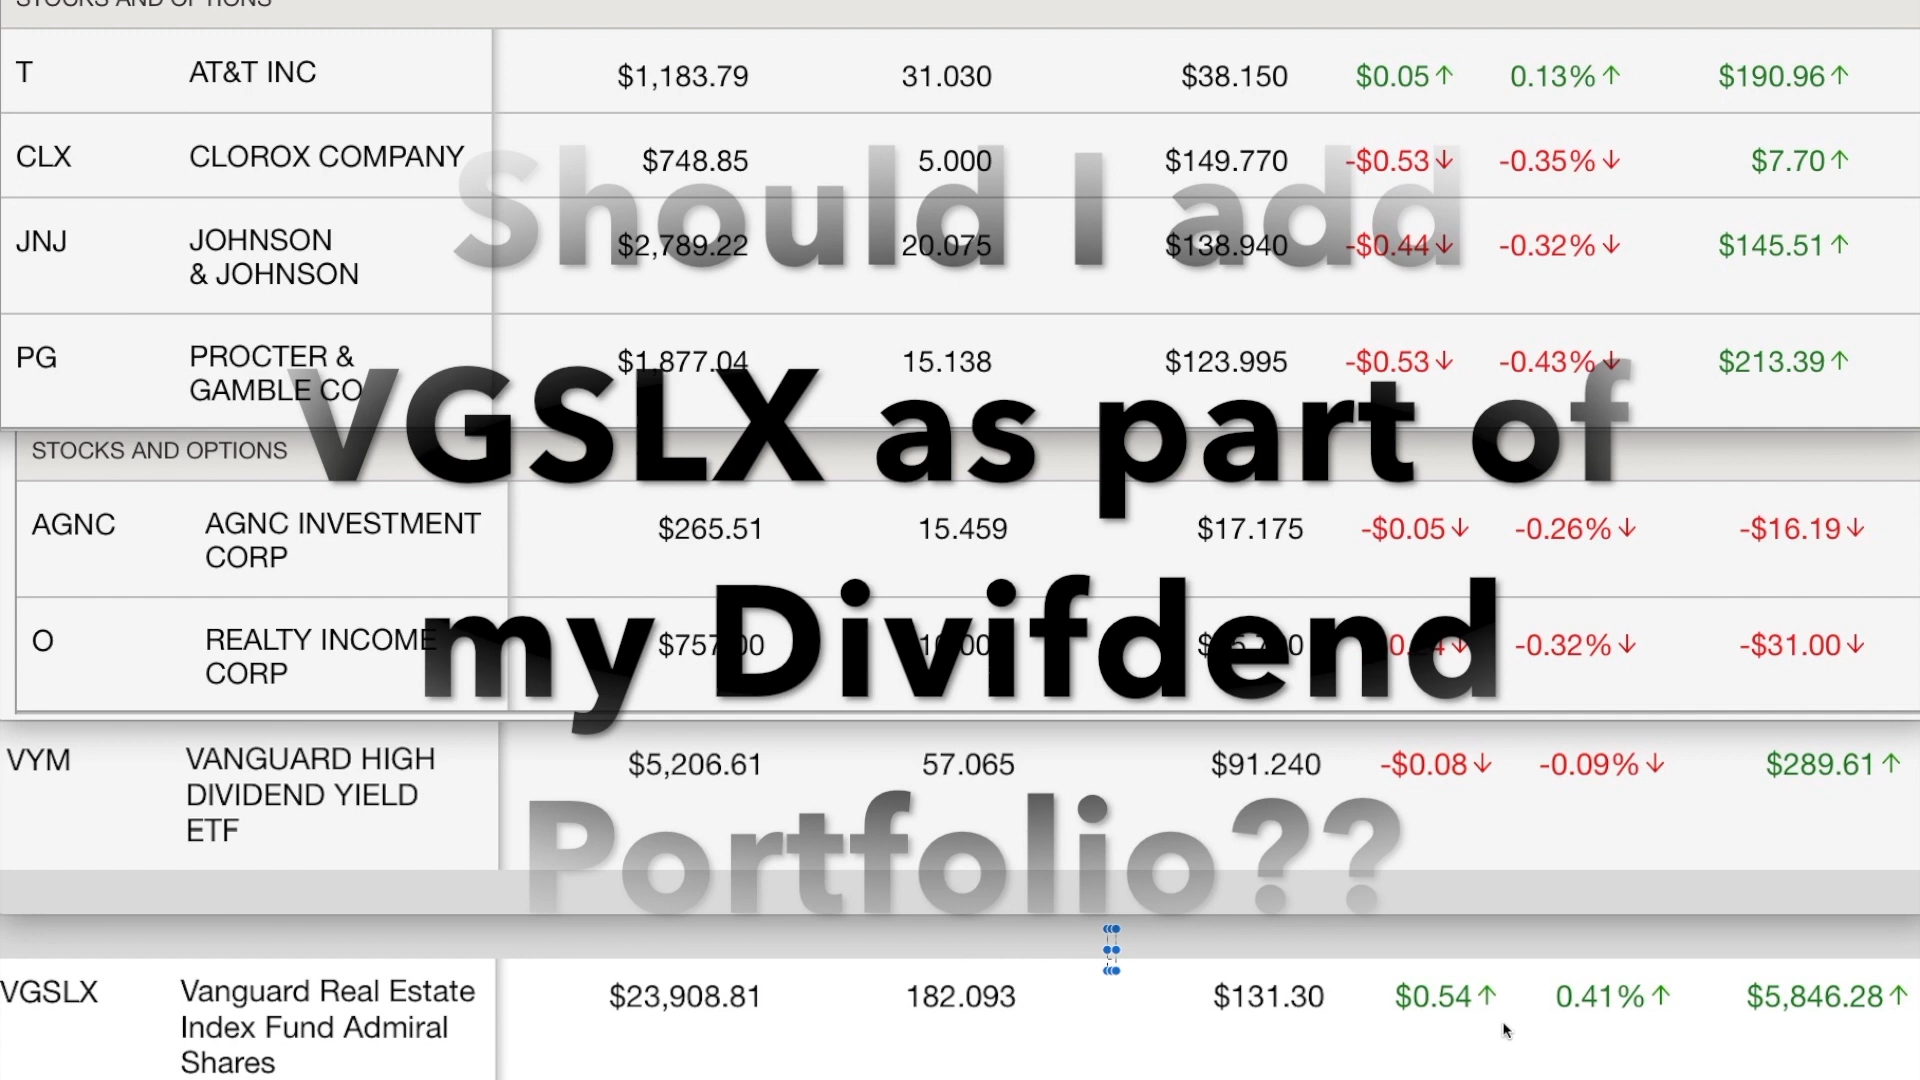 STOCKS AND OPTIONS
T AT&T INC $1,183.79 31.030 $38.150 $0.05↑ 0.13%↑ $190.96↑
CLX CLOROX COMPANY $748.85 5.000 $149.770 -$0.53↓ -0.35%↓ $7.70↑
Should I add
JNJ JOHNSON $2,789.22 20.075 $138.940 -$0.44↓ -0.32%↓ $145.51↑
& JOHNSON
PG PROCTER & $1,877.04 15.138 $123.995 -$0.53↓ -0.43%↓ $213.39↑
GAMBLE CO
VGSLX as part of
STOCKS AND OPTIONS
AGNC AGNC INVESTMENT $265.51 15.459 $17.175 -$0.05↓ -0.26%↓ -$16.19↓
CORP
O REALTY INCOME -0.32%↓ -$31.00↓
CORP
my Divifdend
VYM VANGUARD HIGH $5,206.61 57.065 $91.240 -$0.08↓ -0.09%↓ $289.61↑
DIVIDEND YIELD
ETF
Portfolio??
VGSLX Vanguard Real Estate $23,908.81 182.093 $131.30 $0.54↑ 0.41%↑ $5,846.28↑
Index Fund Admiral
Shares